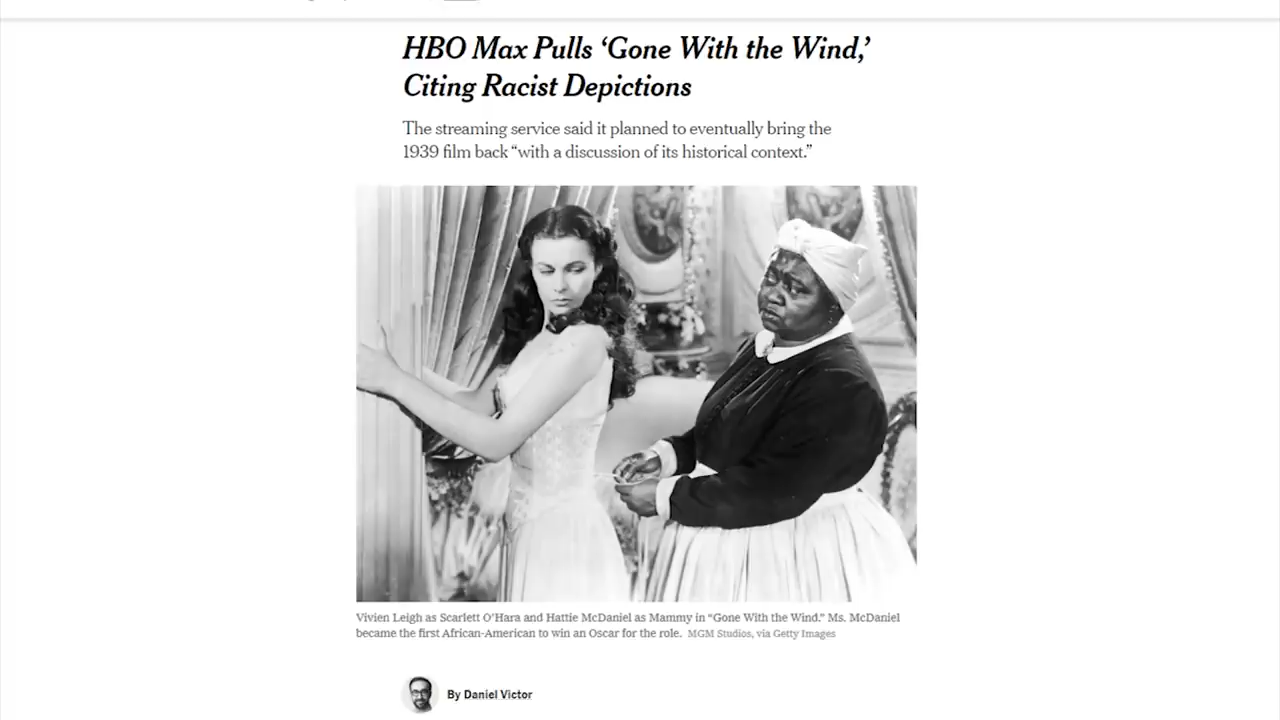 HBO Max Pulls ‘Gone With the Wind,’
Citing Racist Depictions
The streaming service said it planned to eventually bring the
1939 film back “with a discussion of its historical context.”
Vivien Leigh as Scarlett O’Hara and Hattie McDaniel as Mammy in “Gone With the Wind.” Ms. McDaniel
became the first African-American to win an Oscar for the role. MGM Studios, via Getty Images
By Daniel Victor